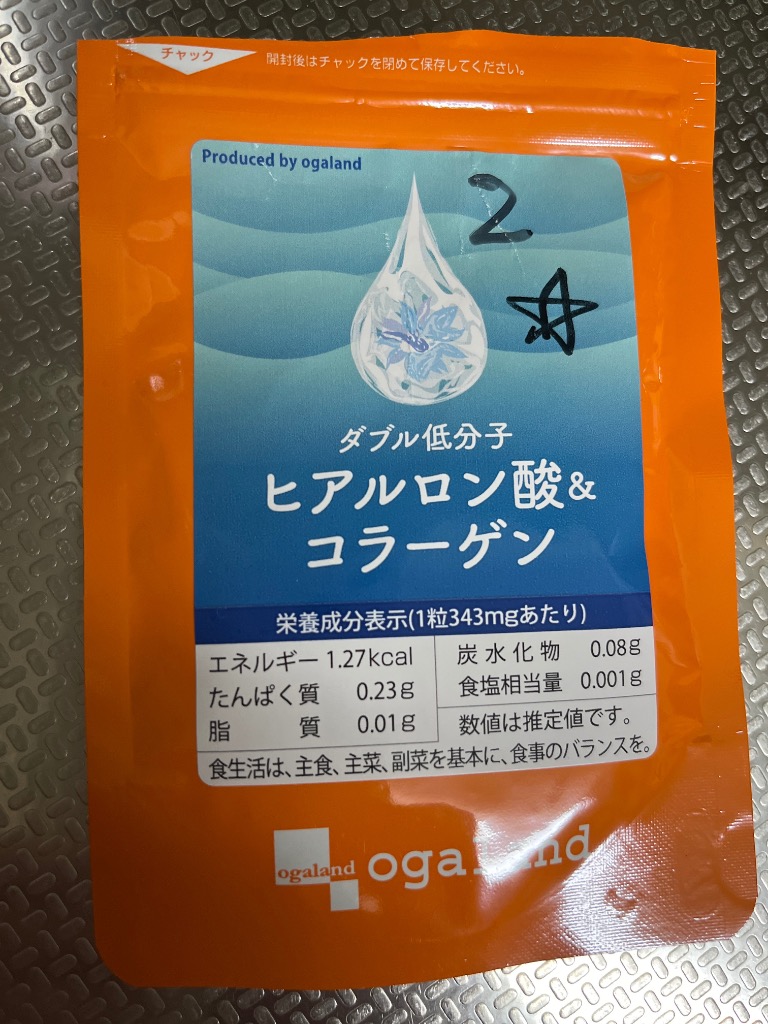 チャック
開封後はチャックを閉めて保存してください。
Produced by ogaland
2
ダブル低分子
ヒアルロン酸&
コラーゲン
栄養成分表示(1粒343mgあたり)
エネルギー 1.27kcal
たんぱく質 0.23g
脂質 0.01g
炭水化物 0.08g
食塩相当量 0.001g
数値は推定値です。
食生活は、主食、主菜、副菜を基本に、食事のバランスを。
ogaland ogaland